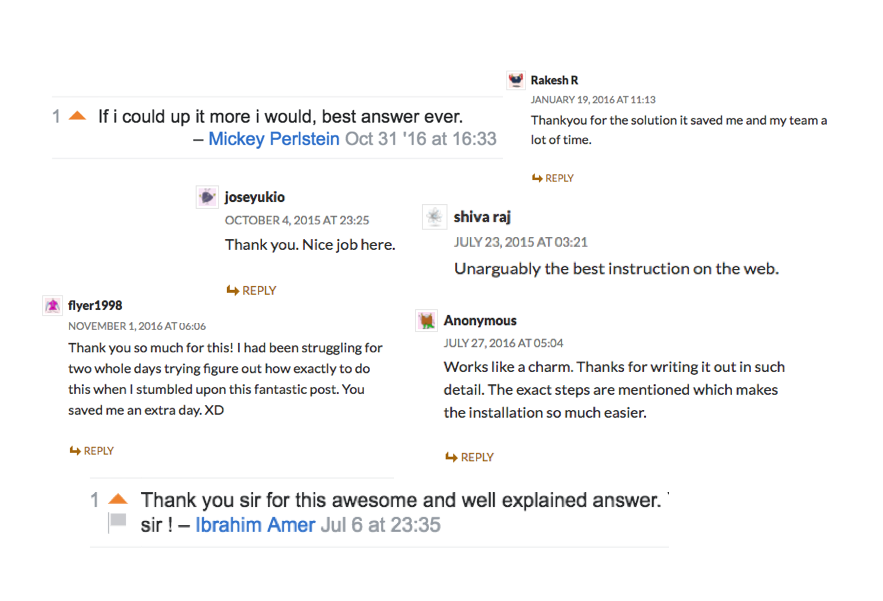 Rakesh R
JANUARY 19, 2016 AT 11:13
Thankyou for the solution it saved me and my team a
lot of time.
REPLY
1 If i could up it more i would, best answer ever.
– Mickey Perlstein Oct 31 '16 at 16:33
joseyukio
OCTOBER 4, 2015 AT 23:25
Thank you. Nice job here.
REPLY
shiva raj
JULY 23, 2015 AT 03:21
Unarguably the best instruction on the web.
flyer1998
NOVEMBER 1, 2016 AT 06:06
Thank you so much for this! I had been struggling for
two whole days trying figure out how exactly to do
this when I stumbled upon this fantastic post. You
saved me an extra day. XD
REPLY
Anonymous
JULY 27, 2016 AT 05:04
Works like a charm. Thanks for writing it out in such
detail. The exact steps are mentioned which makes
the installation so much easier.
REPLY
1 Thank you sir for this awesome and well explained answer.
sir ! – Ibrahim Amer Jul 6 at 23:35